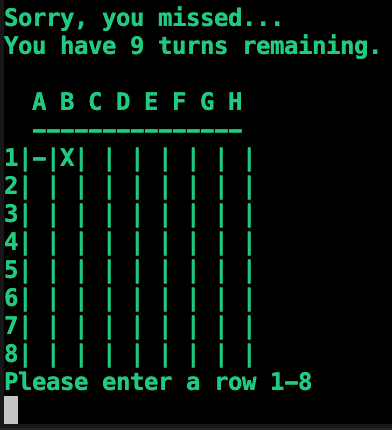 Sorry, you missed...
You have 9 turns remaining.
A B C D E F G H
---------------
1|-|X| | | | | | |
2| | | | | | | | |
3| | | | | | | | |
4| | | | | | | | |
5| | | | | | | | |
6| | | | | | | | |
7| | | | | | | | |
8| | | | | | | | |
Please enter a row 1-8